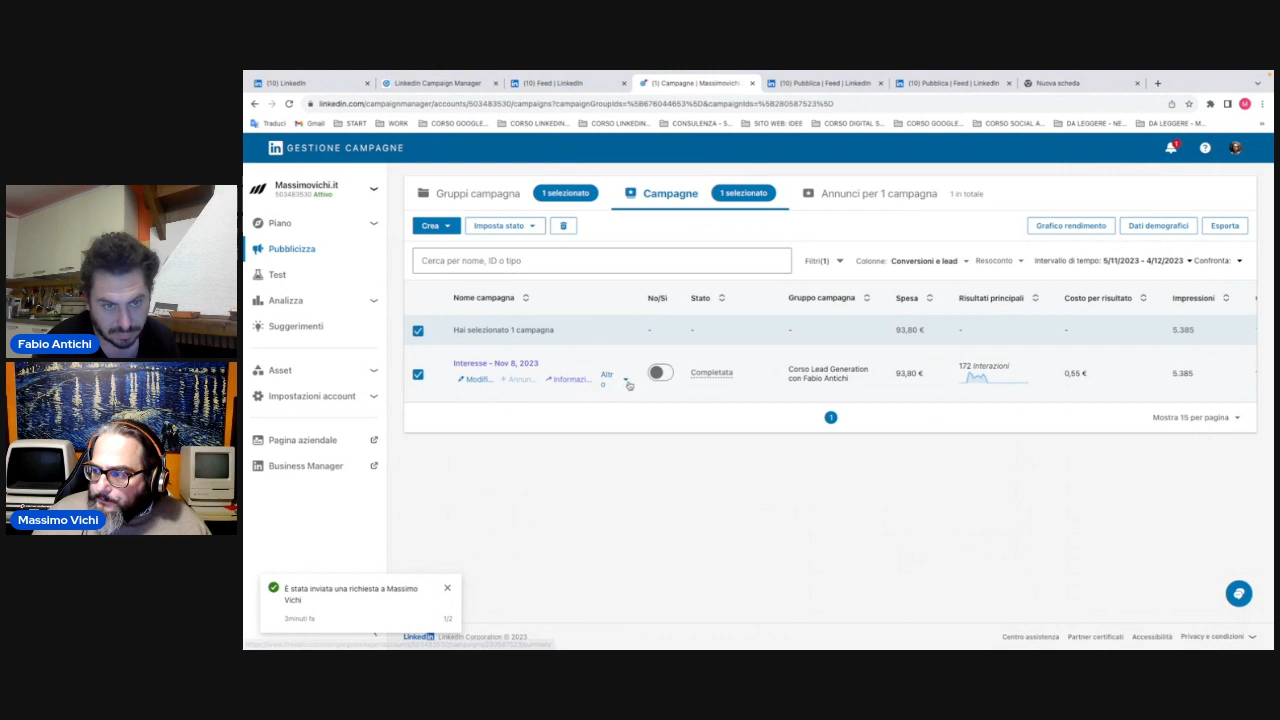 (10) LinkedIn
LinkedIn Campaign Manager
(10) Feed | LinkedIn
(1) Campagne | Massimovichi.
(10) Pubblica | Feed | LinkedIn
(10) Pubblica | Feed | LinkedIn
Nuova scheda
linkedin.com/campaignmanager/accounts/503483530/campaigns?campaignGroupIds=%5B676044653%5D&campaignIds=%5B280587523%5D
Traduci
Gmail
START
WORK
CORSO GOOGLE...
CORSO LINKEDIN...
CORSO LINKEDIN...
CONSULENZA - S...
SITO WEB: IDEE
CORSO DIGITAL S...
CORSO GOOGLE...
CORSO SOCIAL A...
DA LEGGERE - NE...
DA LEGGERE - M...
in GESTIONE CAMPAGNE
1
Massimovichi.it
503483530 Attivo
Piano
Pubblicizza
Test
Analizza
Suggerimenti
Asset
Impostazioni account
Pagina aziendale
Business Manager
Gruppi campagna
1 selezionato
Campagne
1 selezionato
Annunci per 1 campagna
1 in totale
Crea
Imposta stato
Grafico rendimento
Dati demografici
Esporta
Cerca per nome, ID o tipo
Filtri(1)
Colonne: Conversioni e lead
Resoconto
Intervallo di tempo: 5/11/2023 - 4/12/2023
Confronta:
Nome campagna
No/Sì
Stato
Gruppo campagna
Spesa
Risultati principali
Costo per risultato
Impressioni
Hai selezionato 1 campagna
-
-
-
93,80 €
-
-
5.385
Interesse - Nov 8, 2023
Modifi...
+ Annun...
Informazi...
Altr
o
Completata
Corso Lead Generation
con Fabio Antichi
93,80 €
172 Interazioni
0,55 €
5.385
1
Mostra 15 per pagina
È stata inviata una richiesta a Massimo
Vichi
3minuti fa
1/2
LinkedIn LinkedIn Corporation © 2023
Centro assistenza
Partner certificati
Accessibilità
Privacy e condizioni
Fabio Antichi
Massimo Vichi